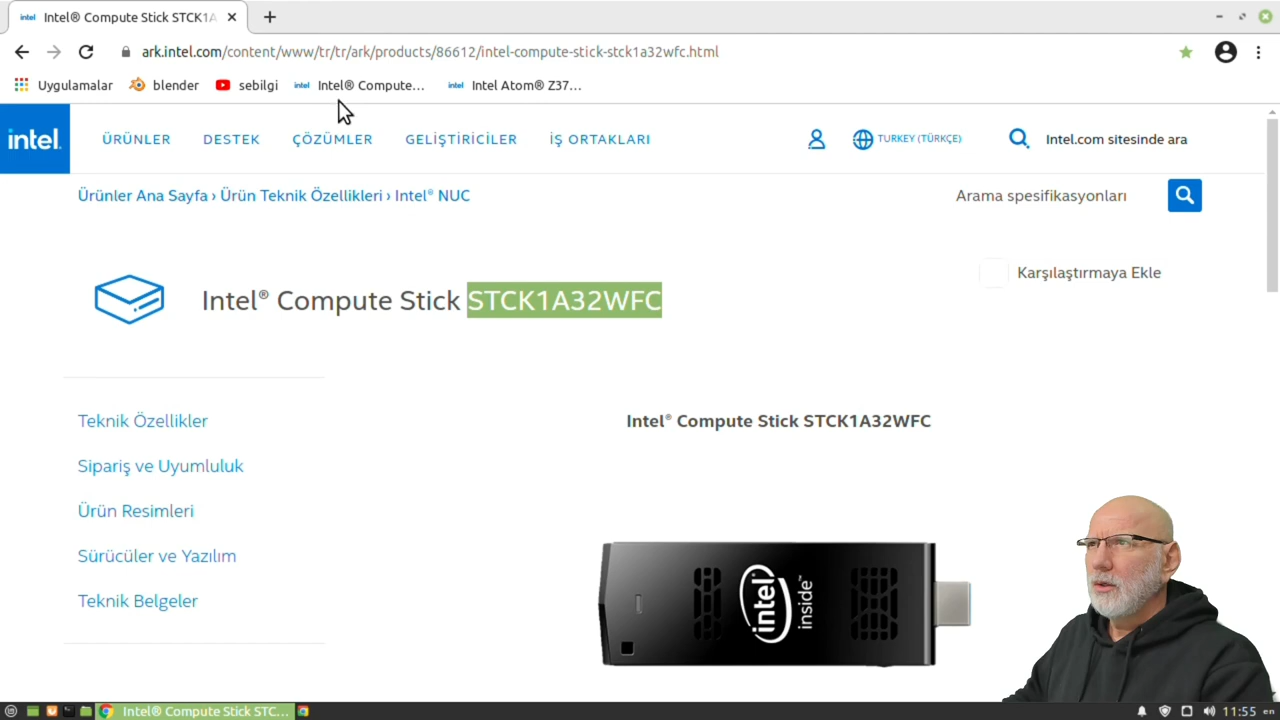 intel Intel® Compute Stick STCK1A
ark.intel.com/content/www/tr/tr/ark/products/86612/intel-compute-stick-stck1a32wfc.html
Uygulamalar blender sebilgi intel Intel® Compute... intel Intel Atom® Z37...
intel. ÜRÜNLER DESTEK ÇÖZÜMLER GELİŞTİRİCİLER İŞ ORTAKLARI TURKEY (TÜRKÇE) Intel.com sitesinde ara
Ürünler Ana Sayfa › Ürün Teknik Özellikleri › Intel® NUC Arama spesifikasyonları
Karşılaştırmaya Ekle
Intel® Compute Stick STCK1A32WFC
Teknik Özellikler
Sipariş ve Uyumluluk
Ürün Resimleri
Sürücüler ve Yazılım
Teknik Belgeler
Intel® Compute Stick STCK1A32WFC
intel inside™
Intel® Compute Stick STC... 11:55 en